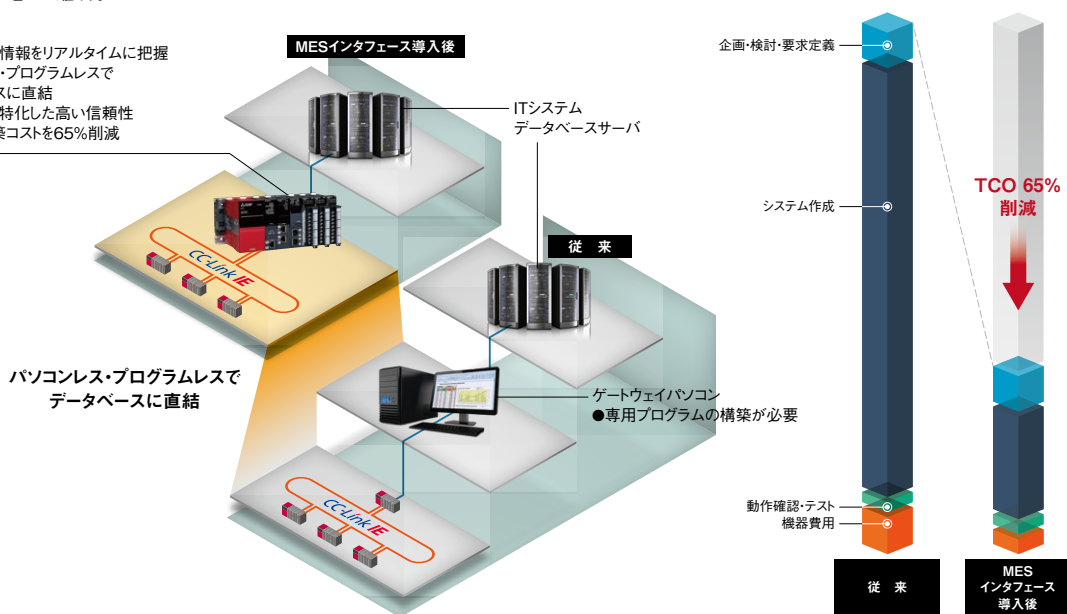 情報をリアルタイムに把握
・プログラムレスで
スに直結
特化した高い信頼性
築コストを65%削減
MESインタフェース導入後
ITシステム
データベースサーバ
CC-Link IE
従来
パソコンレス・プログラムレスで
データベースに直結
ゲートウェイパソコン
●専用プログラムの構築が必要
CC-Link IE
企画・検討・要求定義
システム作成
動作確認・テスト
機器費用
TCO 65%
削減
従来
MES
インタフェース
導入後